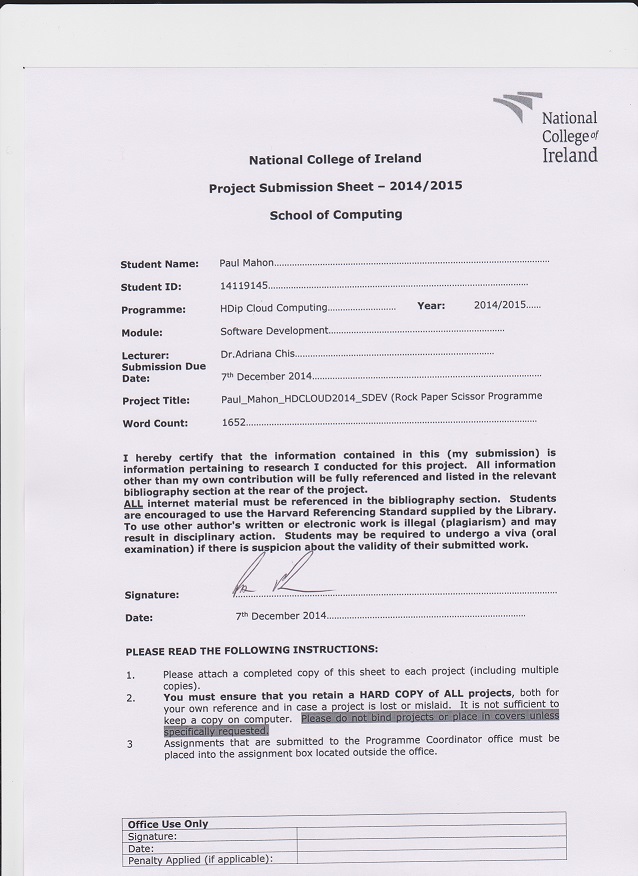 National
College of
Ireland
National College of Ireland
Project Submission Sheet – 2014/2015
School of Computing
Student Name: Paul Mahon
Student ID: 14119145
Programme: HDip Cloud Computing Year: 2014/2015
Module: Software Development
Lecturer: Dr.Adriana Chis
Submission Due
Date: 7th December 2014
Project Title: Paul_Mahon_HDCLOUD2014_SDEV (Rock Paper Scissor Programme
Word Count: 1652
I hereby certify that the information contained in this (my submission) is
information pertaining to research I conducted for this project. All information
other than my own contribution will be fully referenced and listed in the relevant
bibliography section at the rear of the project.
ALL internet material must be referenced in the bibliography section. Students
are encouraged to use the Harvard Referencing Standard supplied by the Library.
To use other author's written or electronic work is illegal (plagiarism) and may
result in disciplinary action. Students may be required to undergo a viva (oral
examination) if there is suspicion about the validity of their submitted work.
Signature:
Date: 7th December 2014
PLEASE READ THE FOLLOWING INSTRUCTIONS:
1. Please attach a completed copy of this sheet to each project (including multiple
copies).
2. You must ensure that you retain a HARD COPY of ALL projects, both for
your own reference and in case a project is lost or mislaid. It is not sufficient to
keep a copy on computer. Please do not bind projects or place in covers unless
specifically requested.
3 Assignments that are submitted to the Programme Coordinator office must be
placed into the assignment box located outside the office.
Office Use Only
Signature:
Date:
Penalty Applied (if applicable):